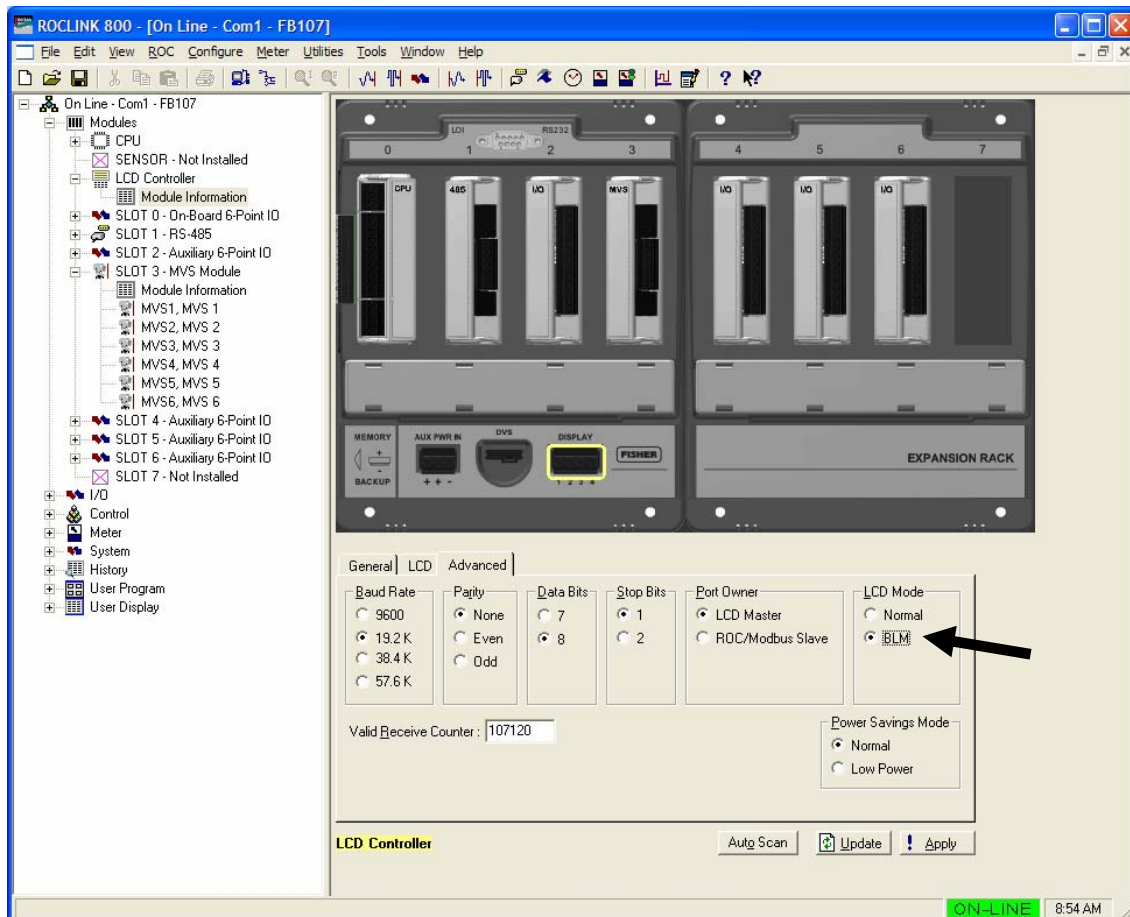 ROCLINK 800 - [On Line - Com1 - FB107]
File Edit View ROC Configure Meter Utilities Tools Window Help
On Line - Com1 - FB107
Modules
CPU
SENSOR - Not Installed
LCD Controller
Module Information
SLOT 0 - On-Board 6-Point IO
SLOT 1 - RS-485
SLOT 2 - Auxiliary 6-Point IO
SLOT 3 - MVS Module
Module Information
MVS1, MVS 1
MVS2, MVS 2
MVS3, MVS 3
MVS4, MVS 4
MVS5, MVS 5
MVS6, MVS 6
SLOT 4 - Auxiliary 6-Point IO
SLOT 5 - Auxiliary 6-Point IO
SLOT 6 - Auxiliary 6-Point IO
SLOT 7 - Not Installed
I/O
Control
Meter
System
History
User Program
User Display
LOI RS232
0 1 2 3 4 5 6 7
CPU 485 I/O MVS I/O I/O I/O
MEMORY AUX PWR IN DVS DISPLAY FISHER
EXPANSION RACK
BACKUP + + - 1 2 3 4
General LCD Advanced
Baud Rate Parity Data Bits Stop Bits Port Owner LCD Mode
9600 None 7 1 LCD Master Normal
19.2 K Even 8 2 ROC/Modbus Slave BLM
38.4 K Odd
57.6 K
Valid Receive Counter : 107120
Power Savings Mode
Normal
Low Power
LCD Controller Auto Scan Update Apply
ON-LINE 8:54 AM